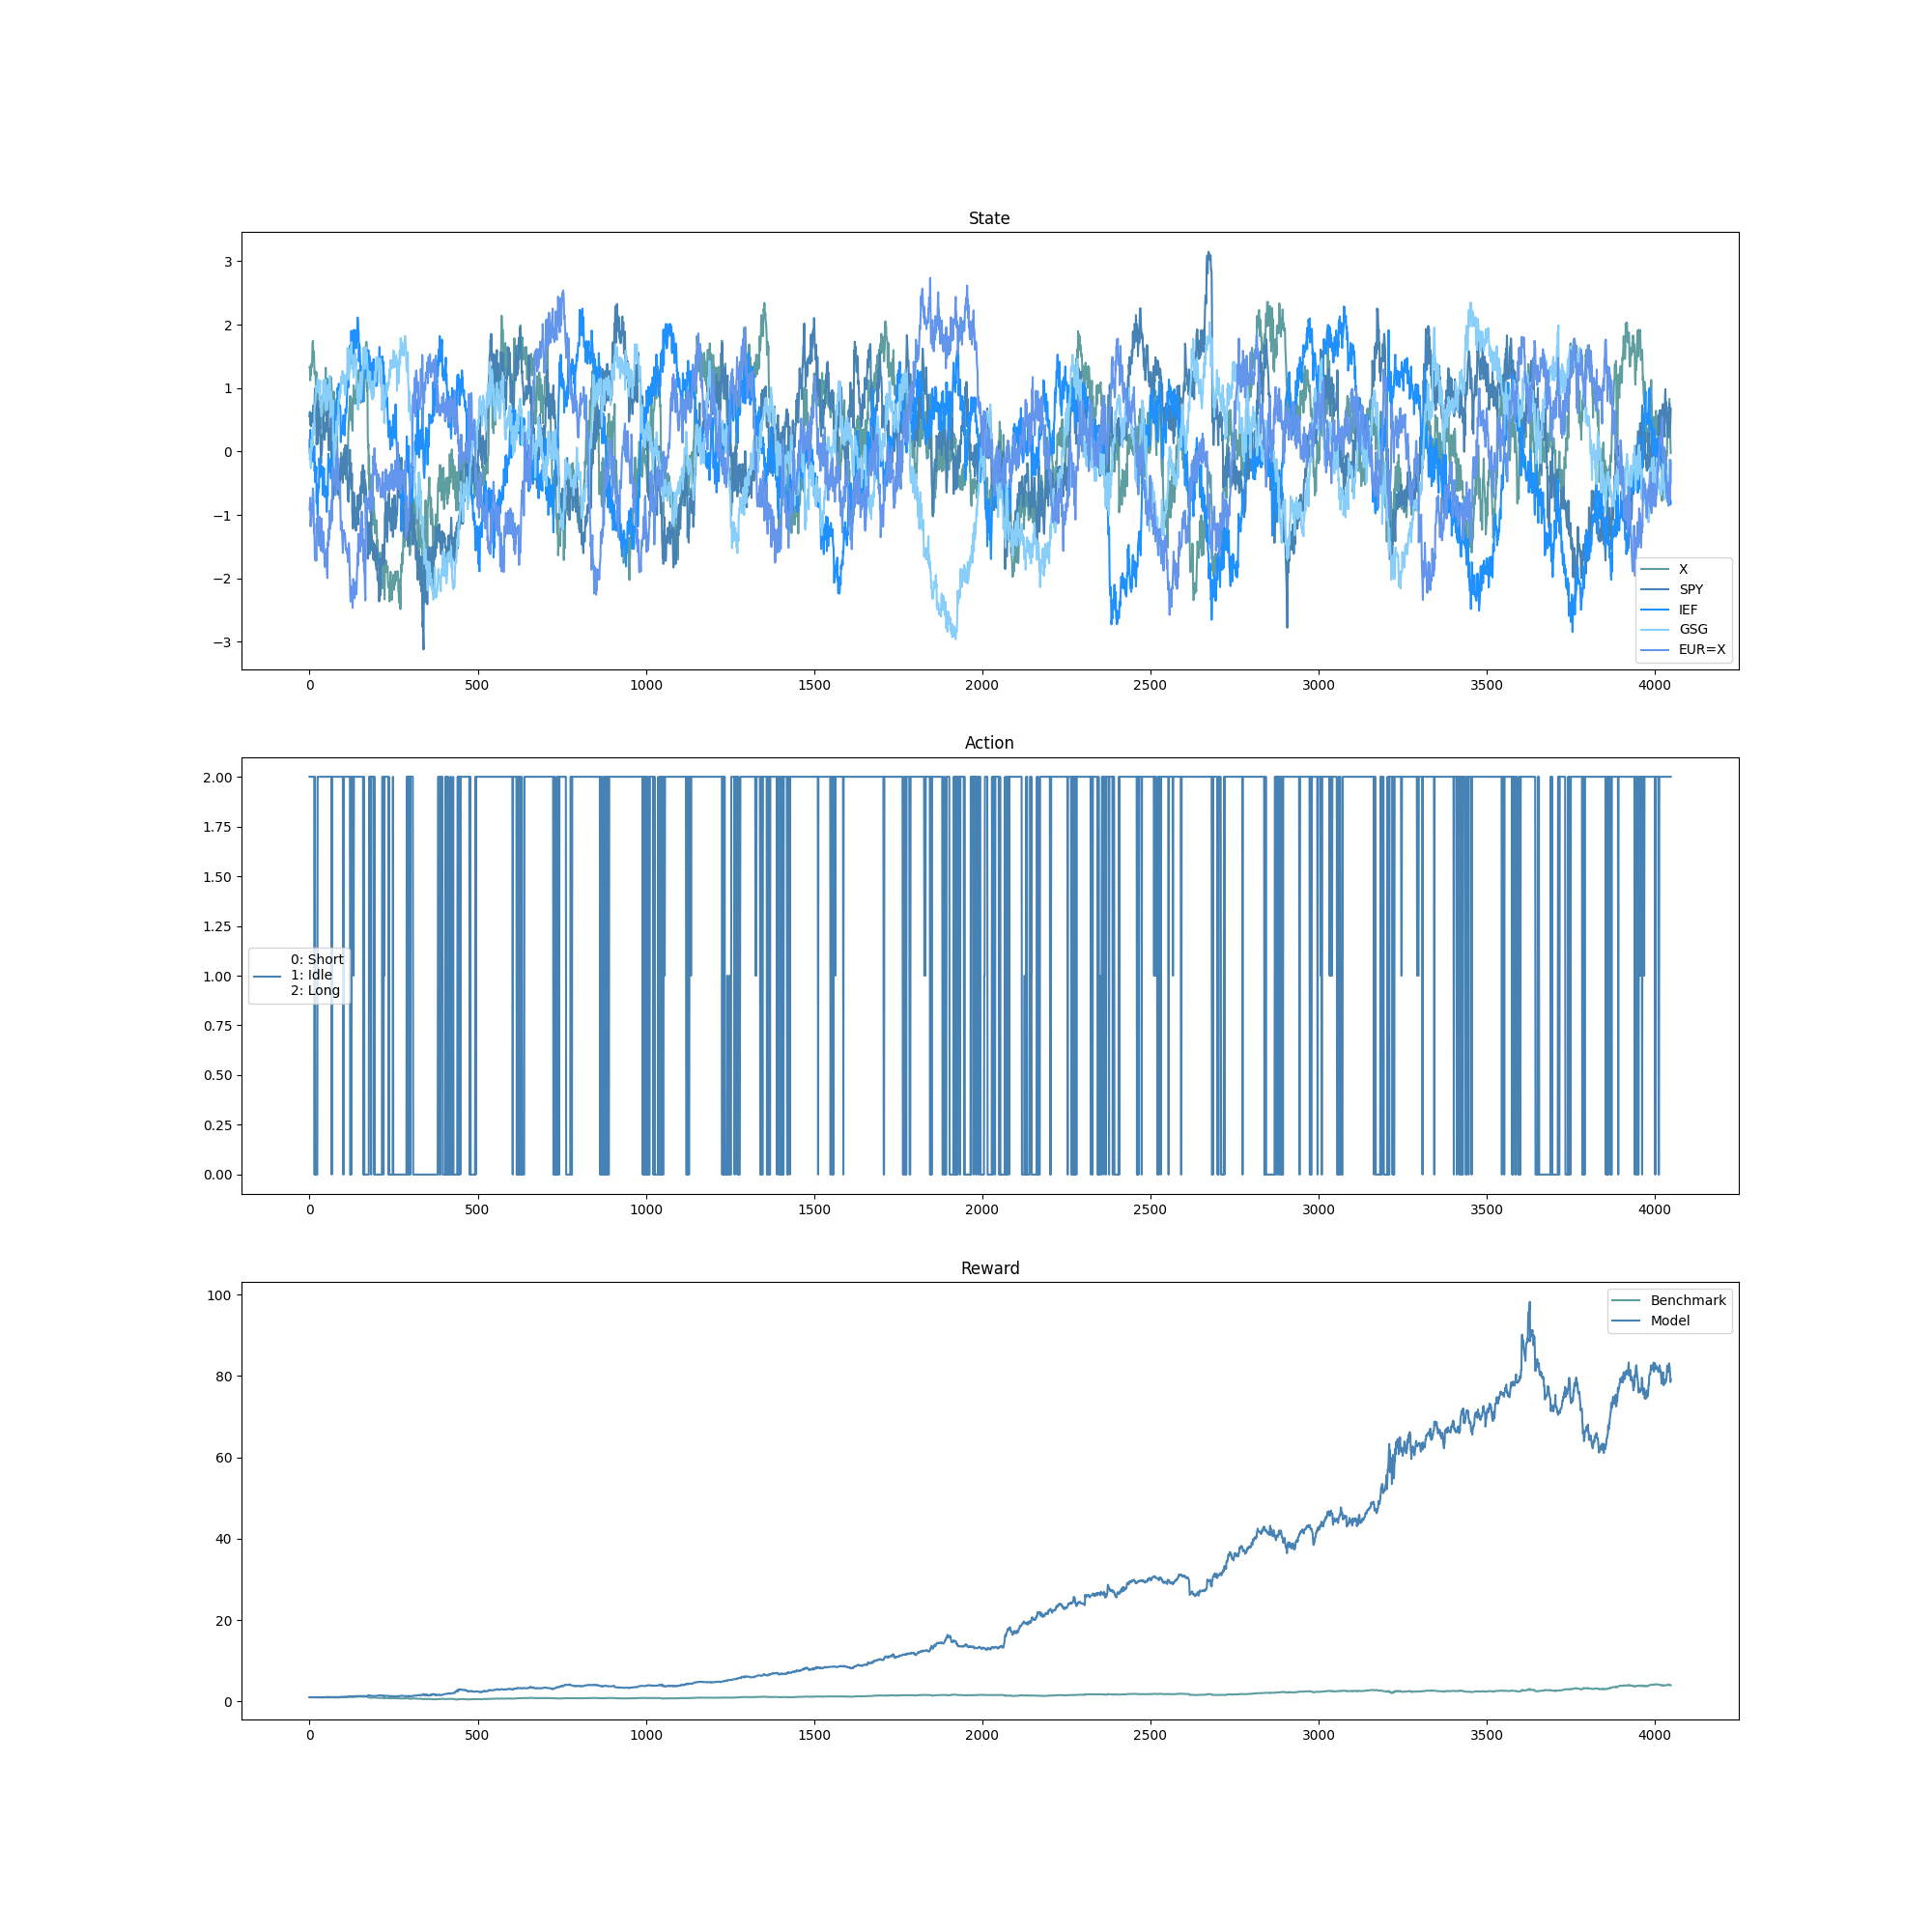 State
3
2
1
0
−1
−2
−3
X
SPY
IEF
GSG
EUR=X
0 500 1000 1500 2000 2500 3000 3500 4000
Action
2.00
1.75
1.50
1.25
1.00
0.75
0.50
0.25
0.00
0: Short
1: Idle
2: Long
0 500 1000 1500 2000 2500 3000 3500 4000
Reward
100
80
60
40
20
0
Benchmark
Model
0 500 1000 1500 2000 2500 3000 3500 4000